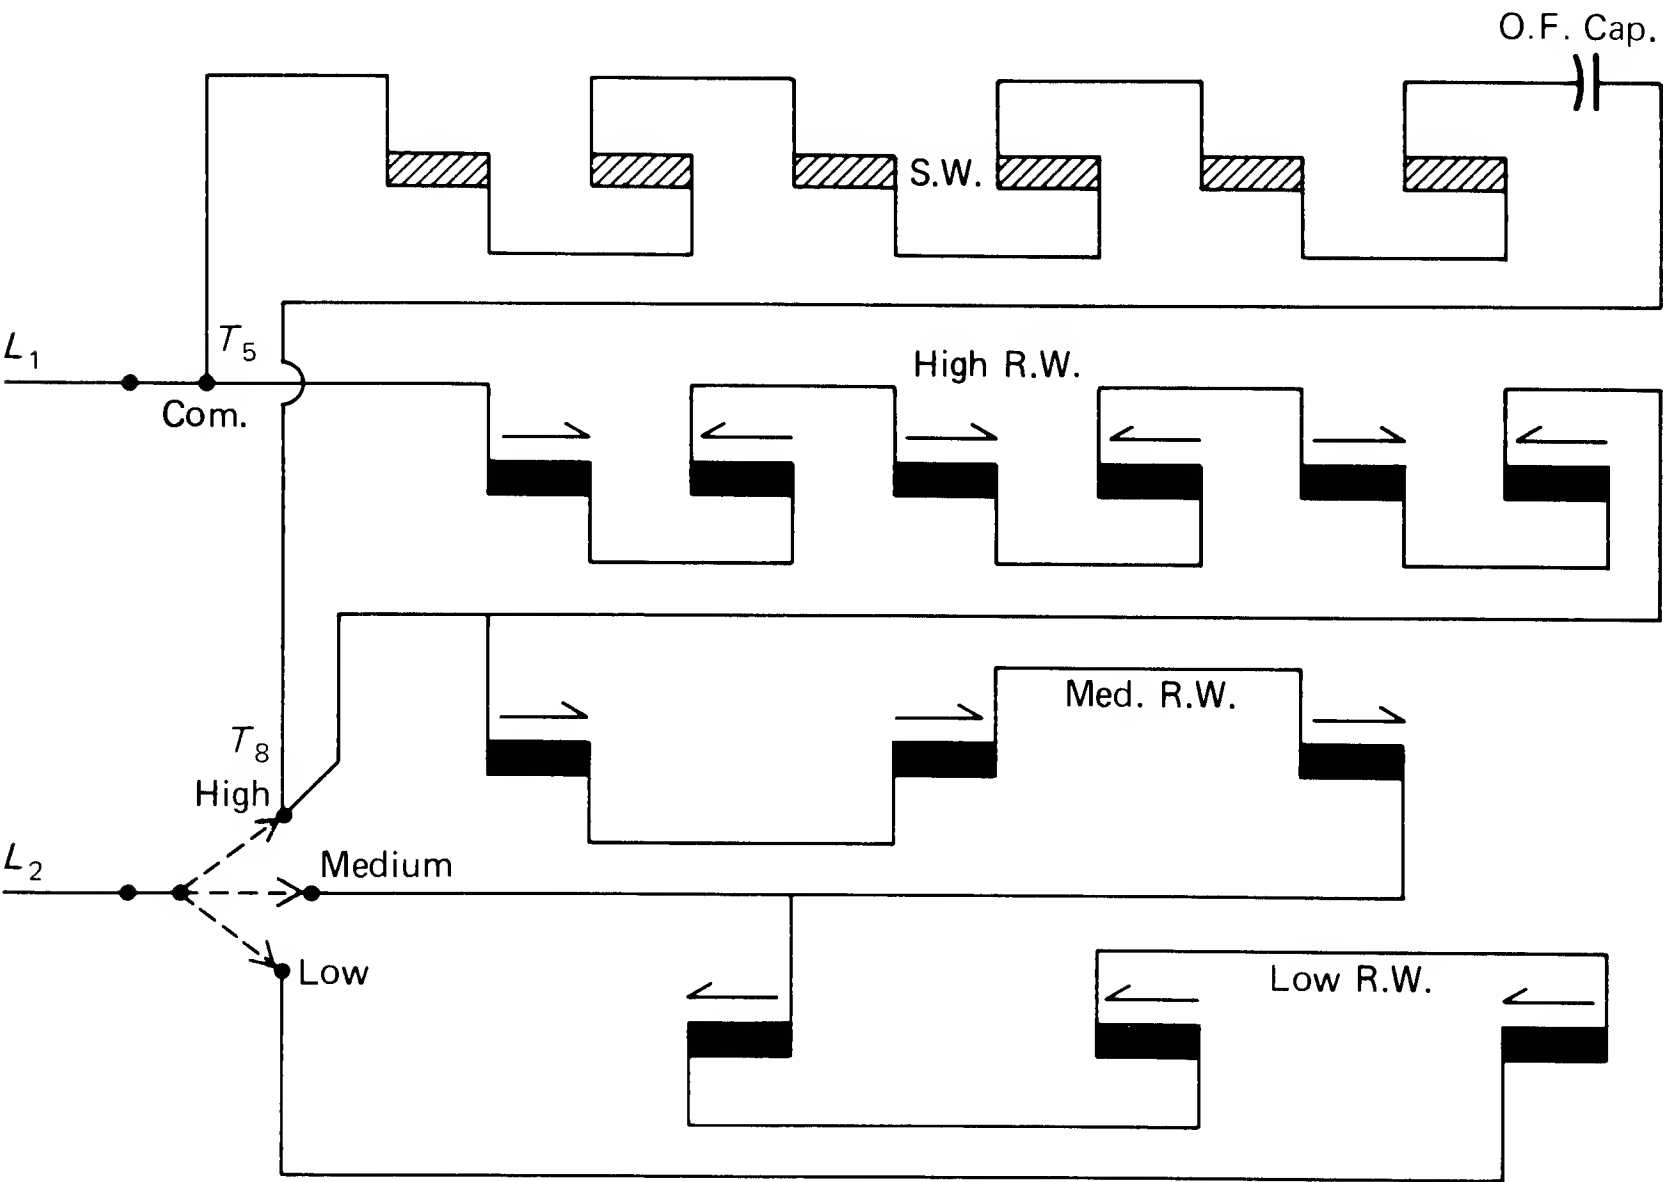 O.F. Cap.
S.W.
T5
L1
High R.W.
Com.
Med. R.W.
T8
High
L2
Medium
Low
Low R.W.